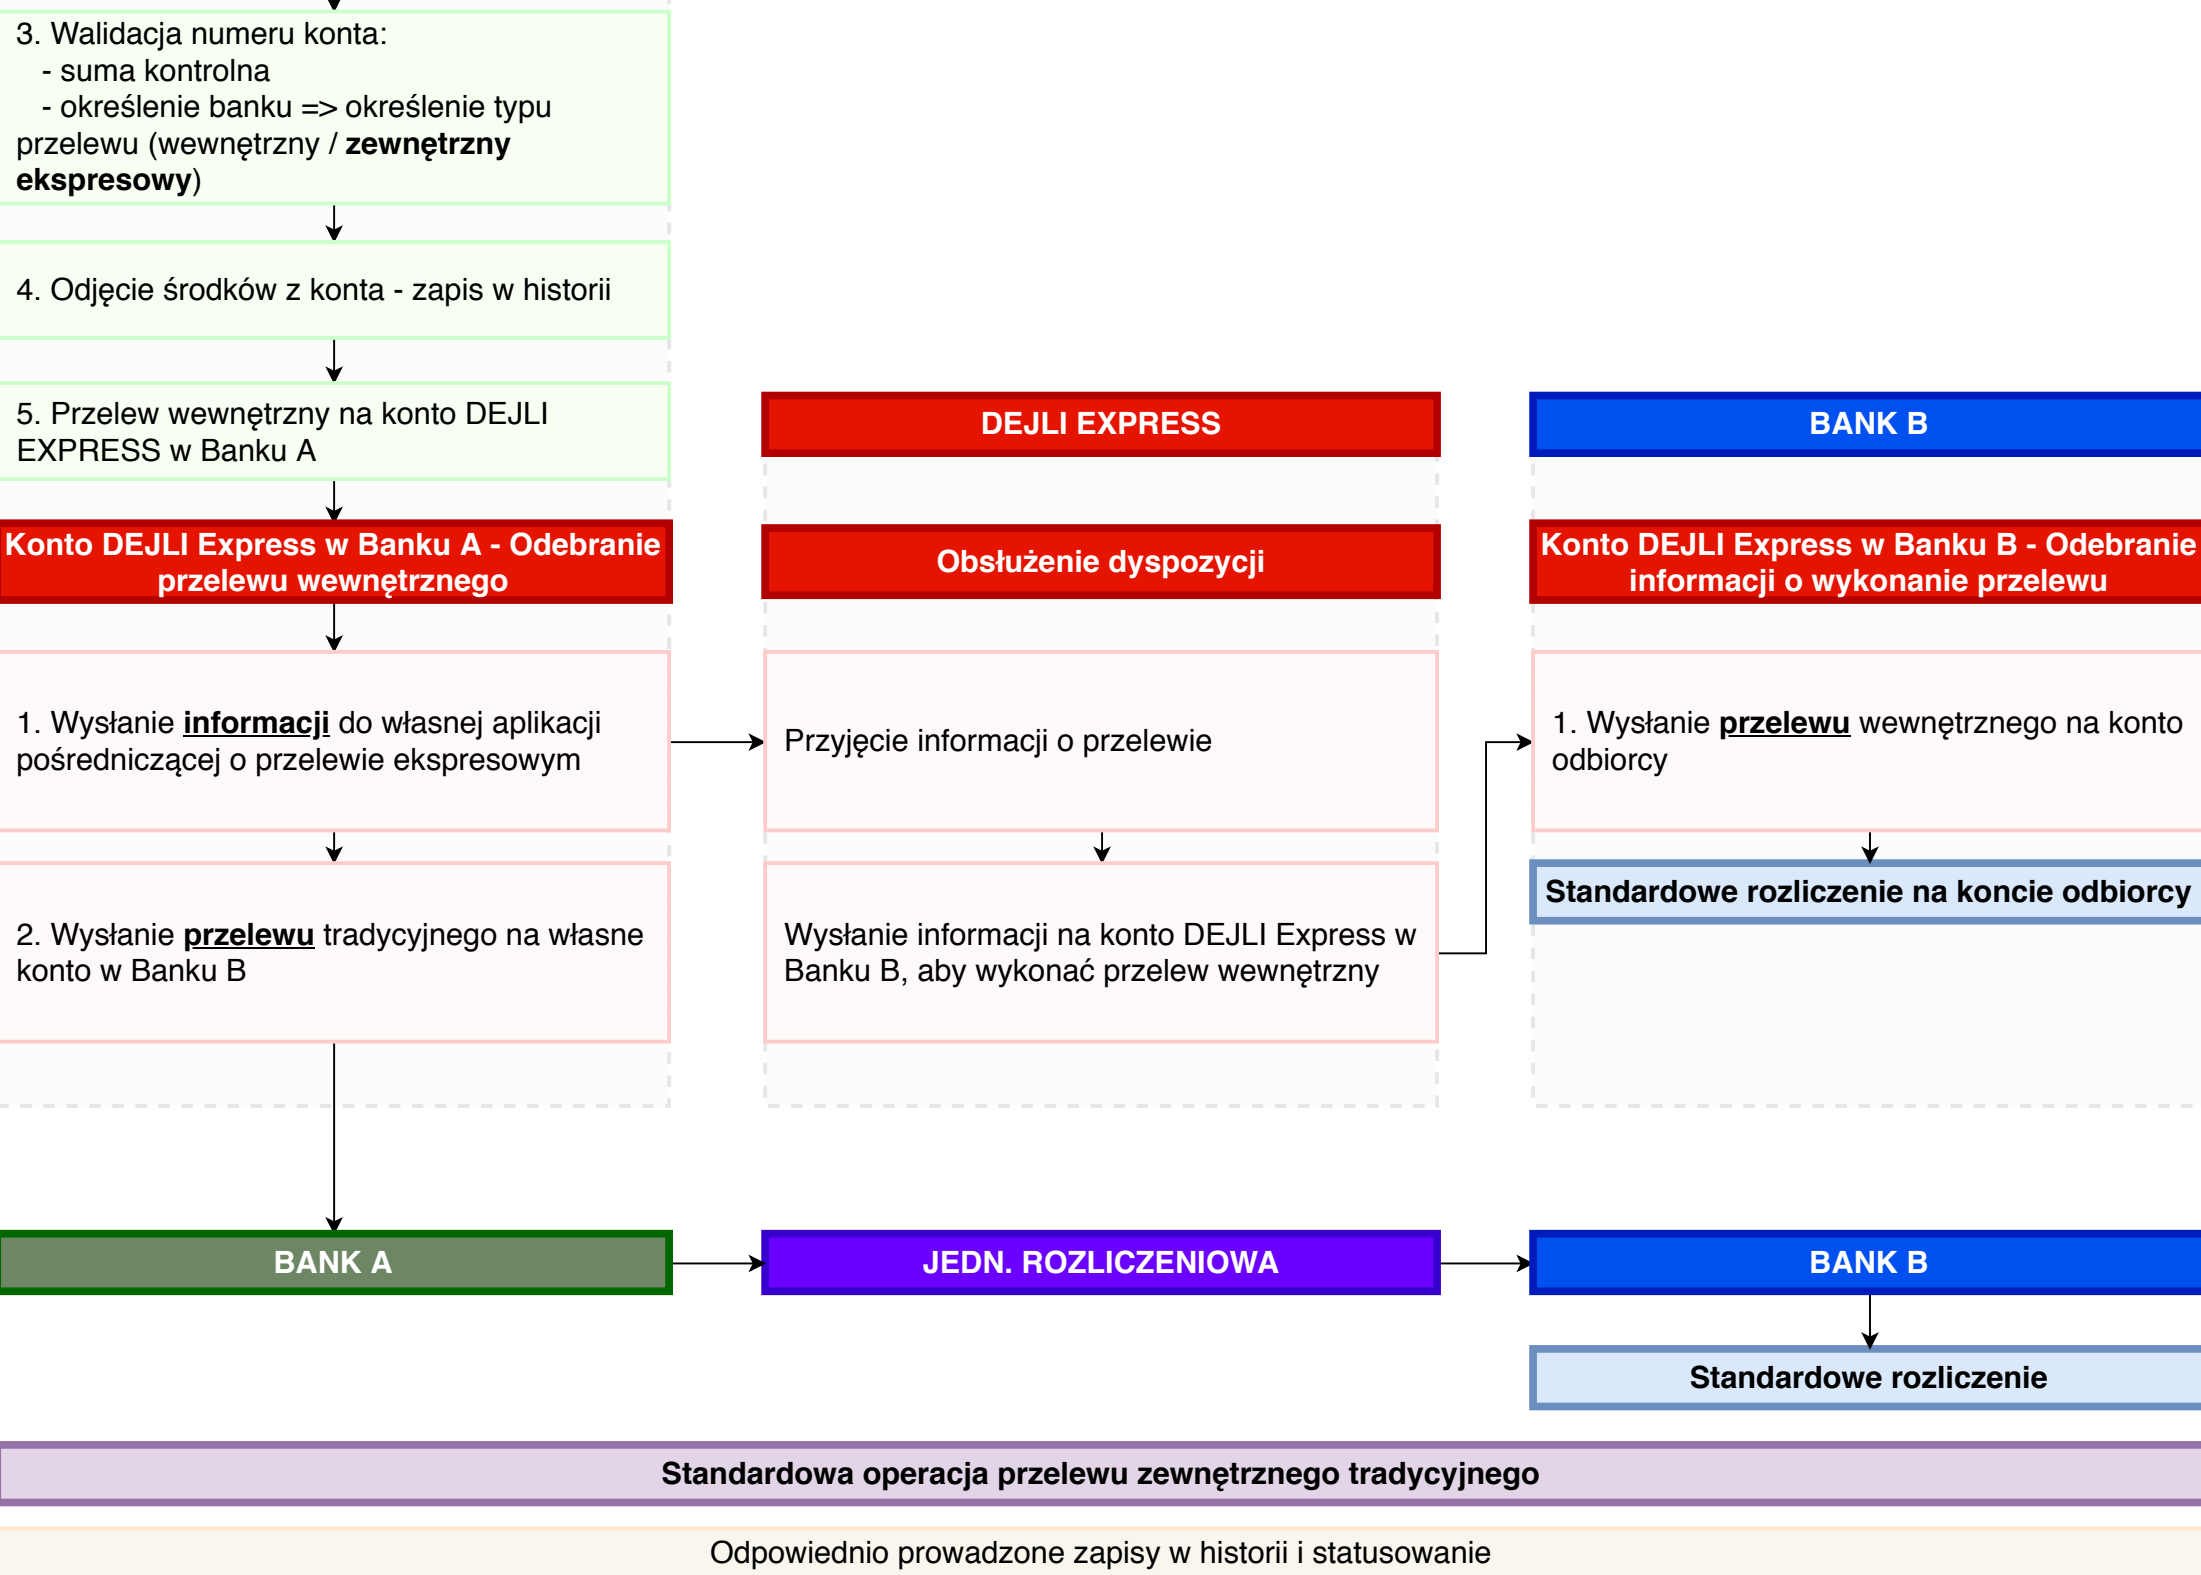 3. Walidacja numeru konta:
- suma kontrolna
- określenie banku => określenie typu
przelewu (wewnętrzny / zewnętrzny
ekspresowy)
4. Odjęcie środków z konta - zapis w historii
5. Przelew wewnętrzny na konto DEJLI
EXPRESS w Banku A
DEJLI EXPRESS
BANK B
Konto DEJLI Express w Banku A - Odebranie
przelewu wewnętrznego
Obsłużenie dyspozycji
Konto DEJLI Express w Banku B - Odebranie
informacji o wykonanie przelewu
1. Wysłanie informacji do własnej aplikacji
pośredniczącej o przelewie ekspresowym
Przyjęcie informacji o przelewie
1. Wysłanie przelewu wewnętrznego na konto
odbiorcy
2. Wysłanie przelewu tradycyjnego na własne
konto w Banku B
Wysłanie informacji na konto DEJLI Express w
Banku B, aby wykonać przelew wewnętrzny
Standardowe rozliczenie na koncie odbiorcy
BANK A
JEDN. ROZLICZENIOWA
BANK B
Standardowe rozliczenie
Standardowa operacja przelewu zewnętrznego tradycyjnego
Odpowiednio prowadzone zapisy w historii i statusowanie